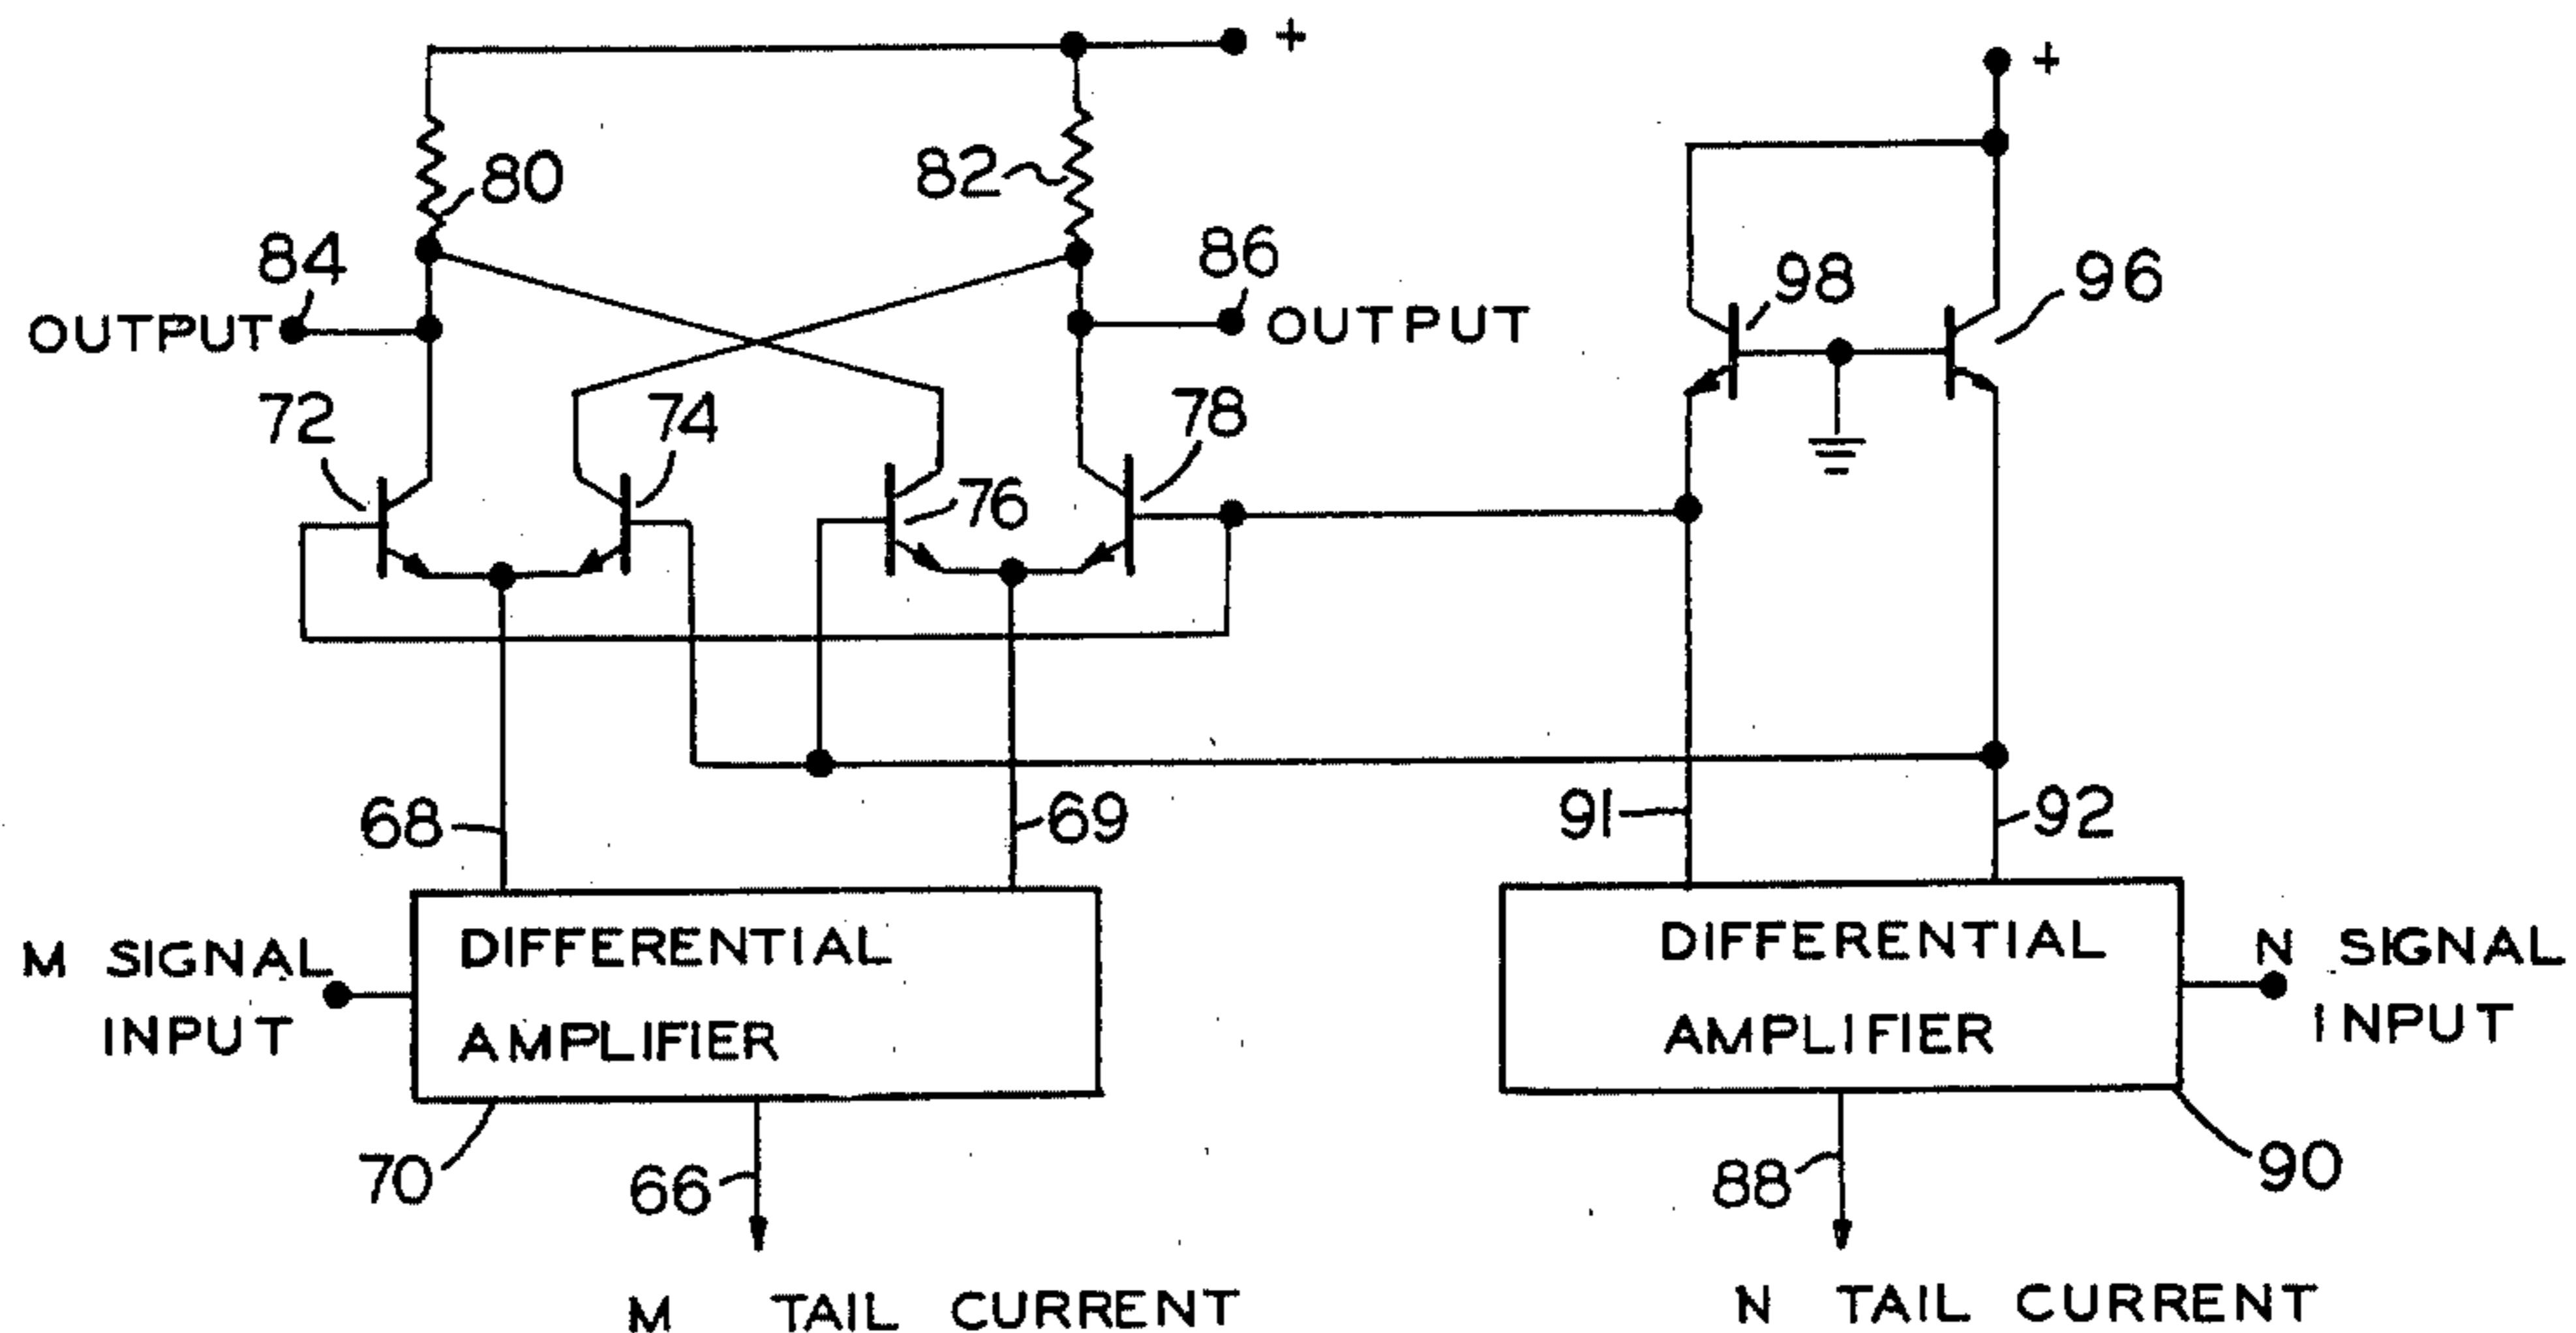 +
+
80
82
84
86
98
96
OUTPUT
OUTPUT
72
74
78
76
68
69
91
92
M SIGNAL
INPUT
DIFFERENTIAL
AMPLIFIER
DIFFERENTIAL
AMPLIFIER
N SIGNAL
INPUT
70
66
88
90
M TAIL CURRENT
N TAIL CURRENT